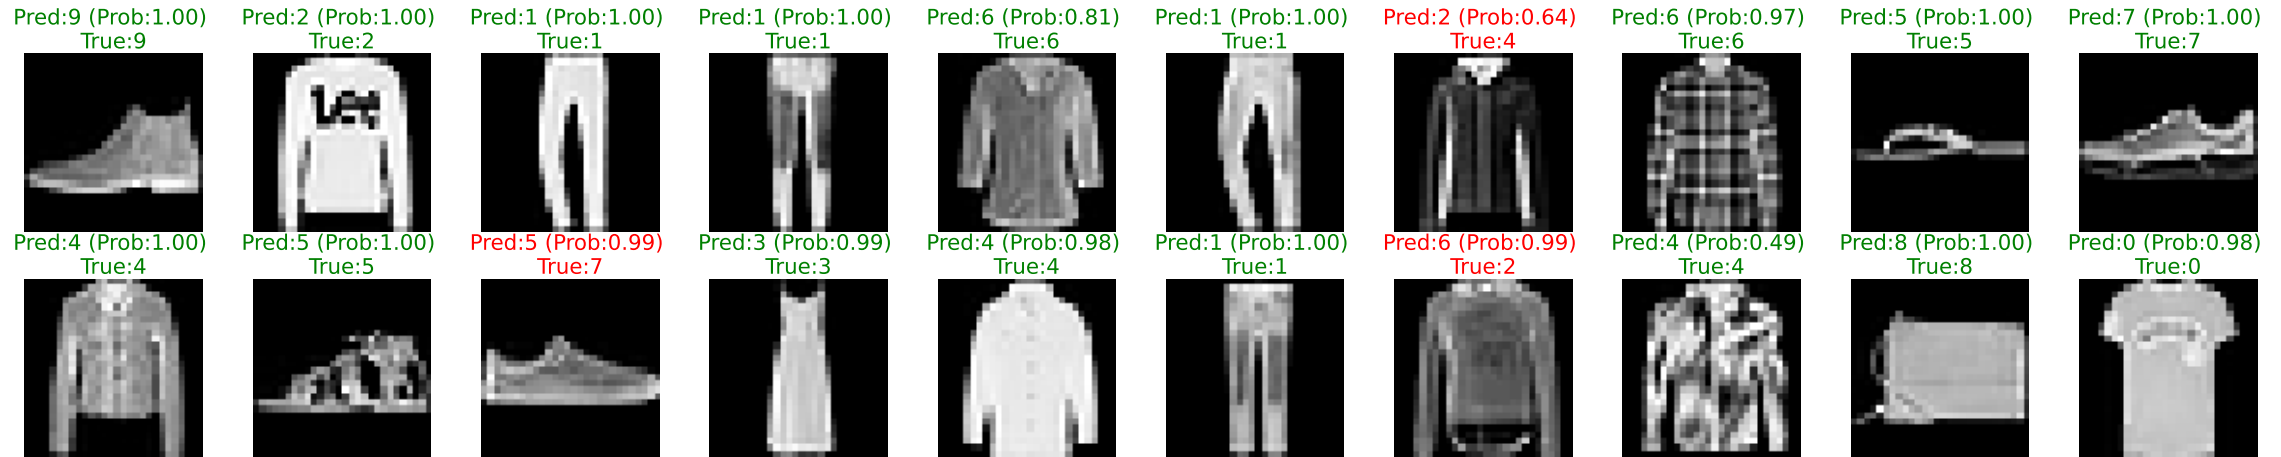 Pred:9 (Prob:1.00) Pred:2 (Prob:1.00) Pred:1 (Prob:1.00) Pred:1 (Prob:1.00) Pred:6 (Prob:0.81) Pred:1 (Prob:1.00) Pred:2 (Prob:0.64) Pred:6 (Prob:0.97) Pred:5 (Prob:1.00) Pred:7 (Prob:1.00)
True:9 True:2 True:1 True:1 True:6 True:1 True:4 True:6 True:5 True:7
Lee
Pred:4 (Prob:1.00) Pred:5 (Prob:1.00) Pred:5 (Prob:0.99) Pred:3 (Prob:0.99) Pred:4 (Prob:0.98) Pred:1 (Prob:1.00) Pred:6 (Prob:0.99) Pred:4 (Prob:0.49) Pred:8 (Prob:1.00) Pred:0 (Prob:0.98)
True:4 True:5 True:7 True:3 True:4 True:1 True:2 True:4 True:8 True:0